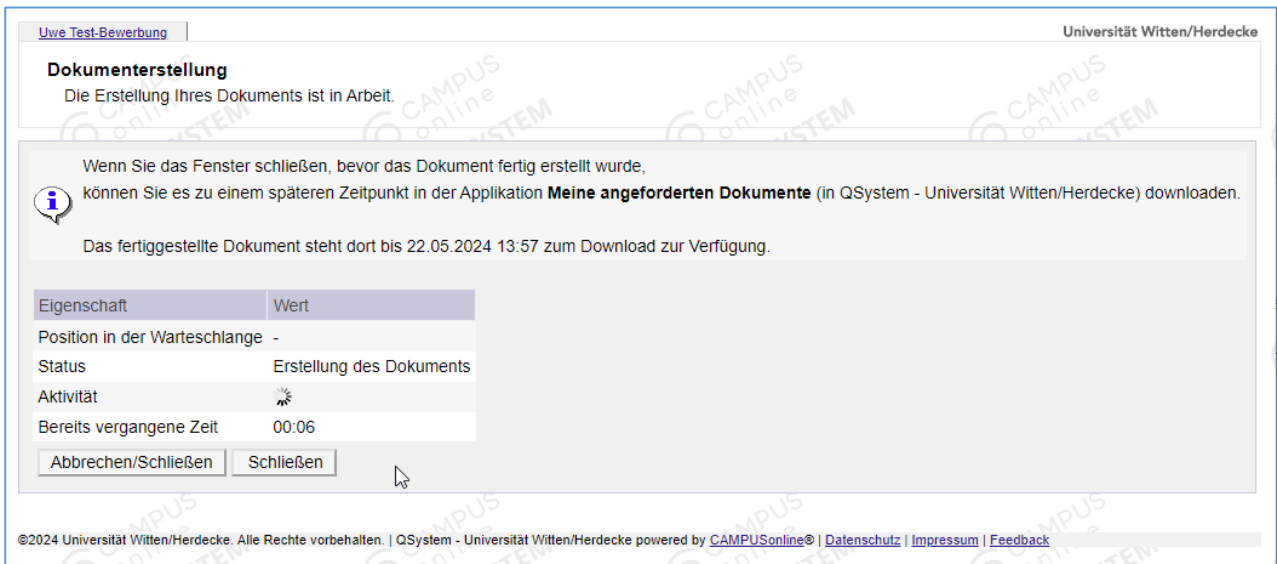 Uwe Test-Bewerbung
Universität Witten/Herdecke
Dokumenterstellung
Die Erstellung Ihres Dokuments ist in Arbeit.
Wenn Sie das Fenster schließen, bevor das Dokument fertig erstellt wurde,
können Sie es zu einem späteren Zeitpunkt in der Applikation Meine angeforderten Dokumente (in QSystem - Universität Witten/Herdecke) downloaden.
Das fertiggestellte Dokument steht dort bis 22.05.2024 13:57 zum Download zur Verfügung.
Eigenschaft Wert
Position in der Warteschlange -
Status Erstellung des Dokuments
Aktivität
Bereits vergangene Zeit 00:06
Abbrechen/Schließen Schließen
©2024 Universität Witten/Herdecke. Alle Rechte vorbehalten. | QSystem - Universität Witten/Herdecke powered by CAMPUSonline® | Datenschutz | Impressum | Feedback